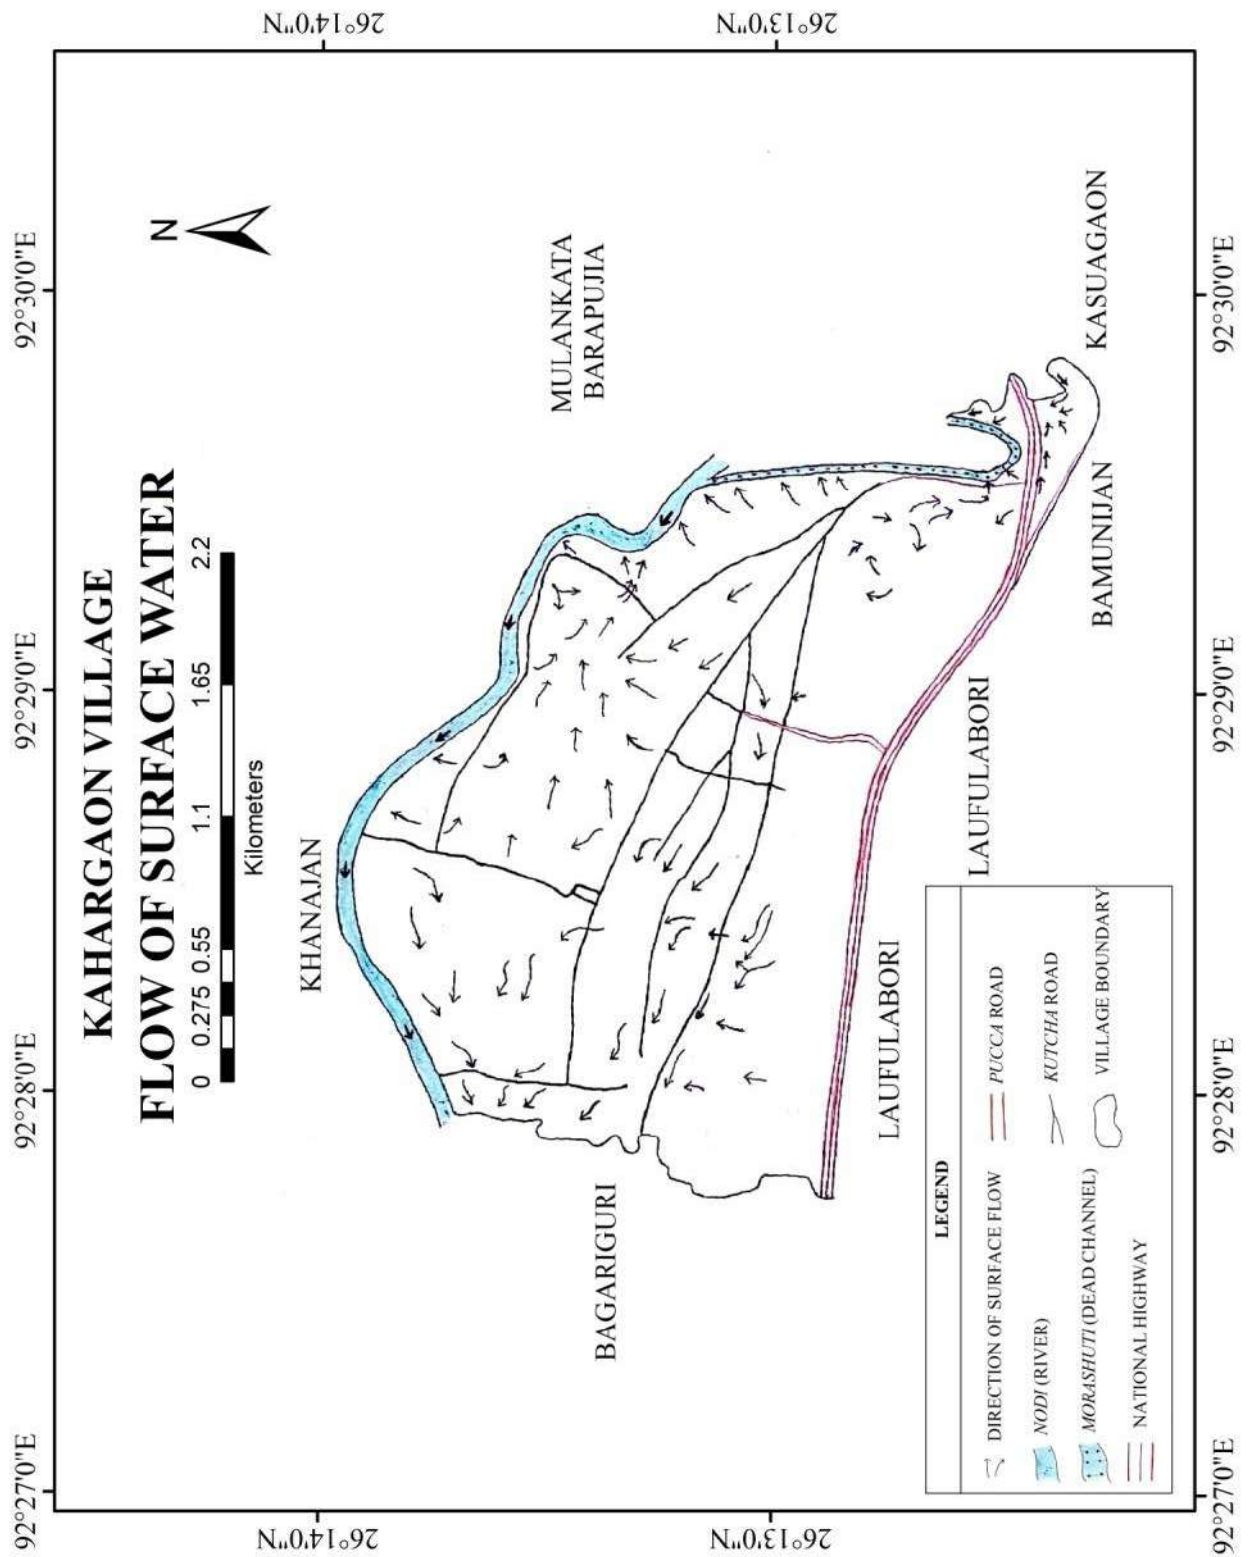 KAHARGAON VILLAGE
FLOW OF SURFACE WATER
0 0.275 0.55 1.1 1.65 2.2
Kilometers
N
92°27'0"E
92°28'0"E
92°29'0"E
92°30'0"E
26°14'0"N
26°14'0"N
26°13'0"N
26°13'0"N
KHANAJAN
MULANKATA
BARAPUJIA
BAGARIGURI
LAUFULABORI
LAUFULABORI
BAMUNIJAN
KASUAGAON
LEGEND
DIRECTION OF SURFACE FLOW
NODI (RIVER)
MORASHUTI (DEAD CHANNEL)
NATIONAL HIGHWAY
PUCCA ROAD
KUTCHA ROAD
VILLAGE BOUNDARY
92°27'0"E
92°28'0"E
92°29'0"E
92°30'0"E